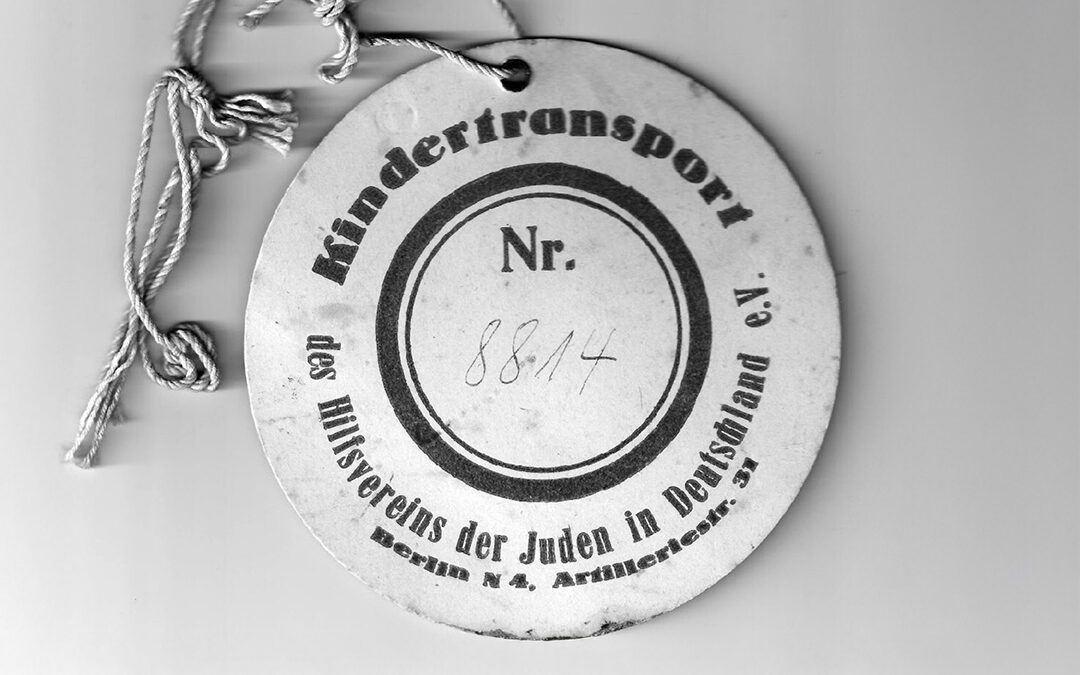 Kindertransport
Nr.
8814
des Hilfsvereins der Juden in Deutschland e.V.
Berlin N 4, Artilleriestr. 31